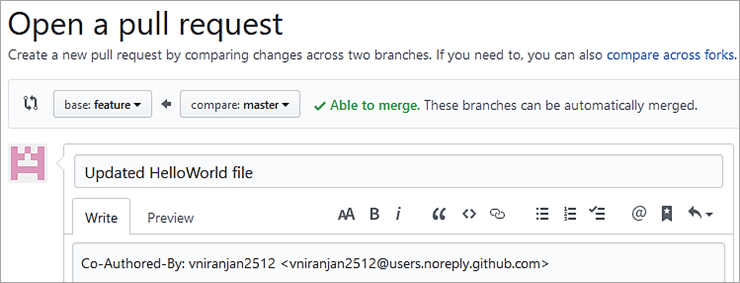 Open a pull request
Create a new pull request by comparing changes across two branches. If you need to, you can also compare across forks.
base: feature compare: master Able to merge. These branches can be automatically merged.
Updated HelloWorld file
Write Preview AA B i @
Co-Authored-By: vniranjan2512 <vniranjan2512@users.noreply.github.com>